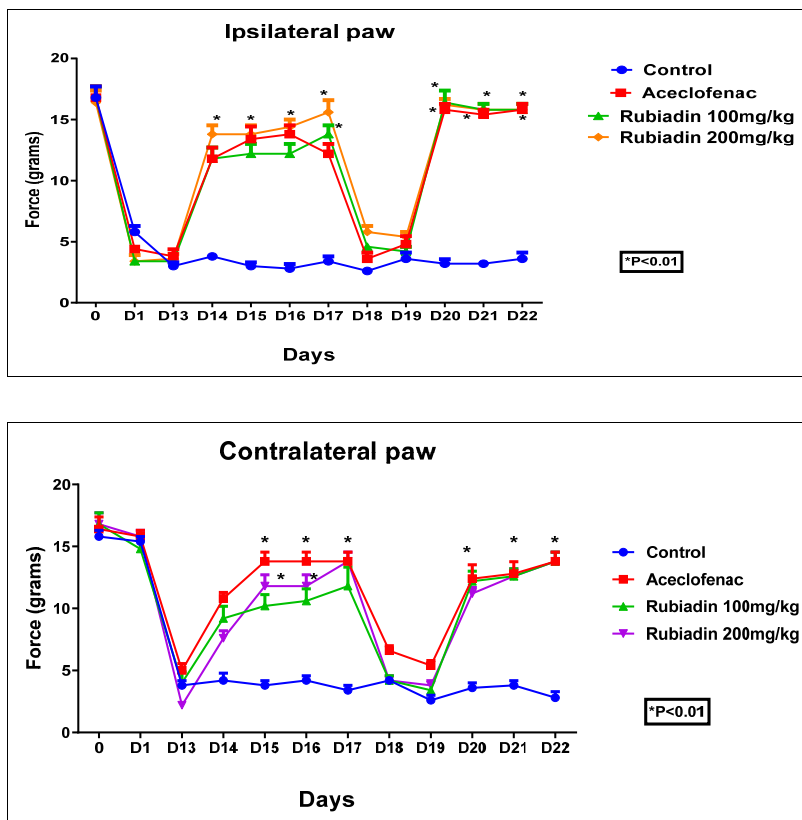 Ipsilateral paw
20
15
10
5
0
Force (grams)
0 D1 D13 D14 D15 D16 D17 D18 D19 D20 D21 D22
Days
* * * * * * * * * * *
Control
Aceclofenac
Rubiadin 100mg/kg
Rubiadin 200mg/kg
*P<0.01
Contralateral paw
20
15
10
5
0
Force (grams)
0 D1 D13 D14 D15 D16 D17 D18 D19 D20 D21 D22
Days
* * * * * * * *
Control
Aceclofenac
Rubiadin 100mg/kg
Rubiadin 200mg/kg
*P<0.01